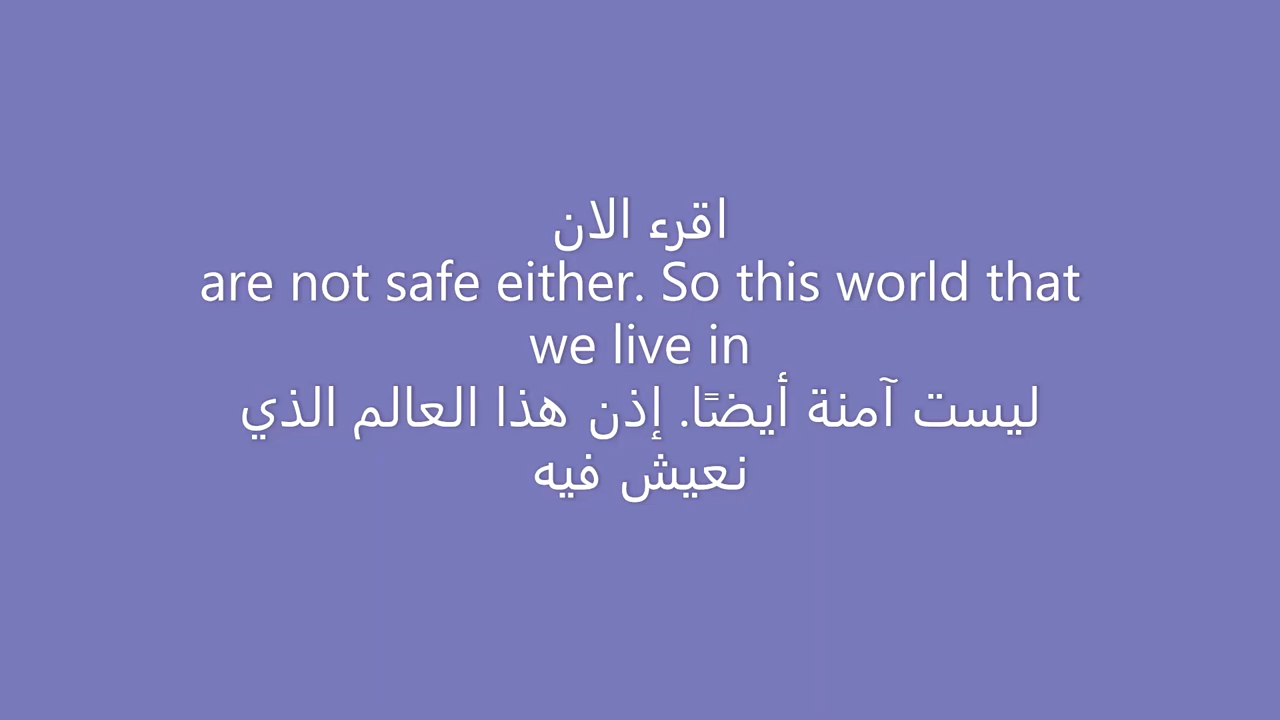 اقرء الان
are not safe either. So this world that
we live in
ليست آمنة أيضًا. إذن هذا العالم الذي
نعيش فيه